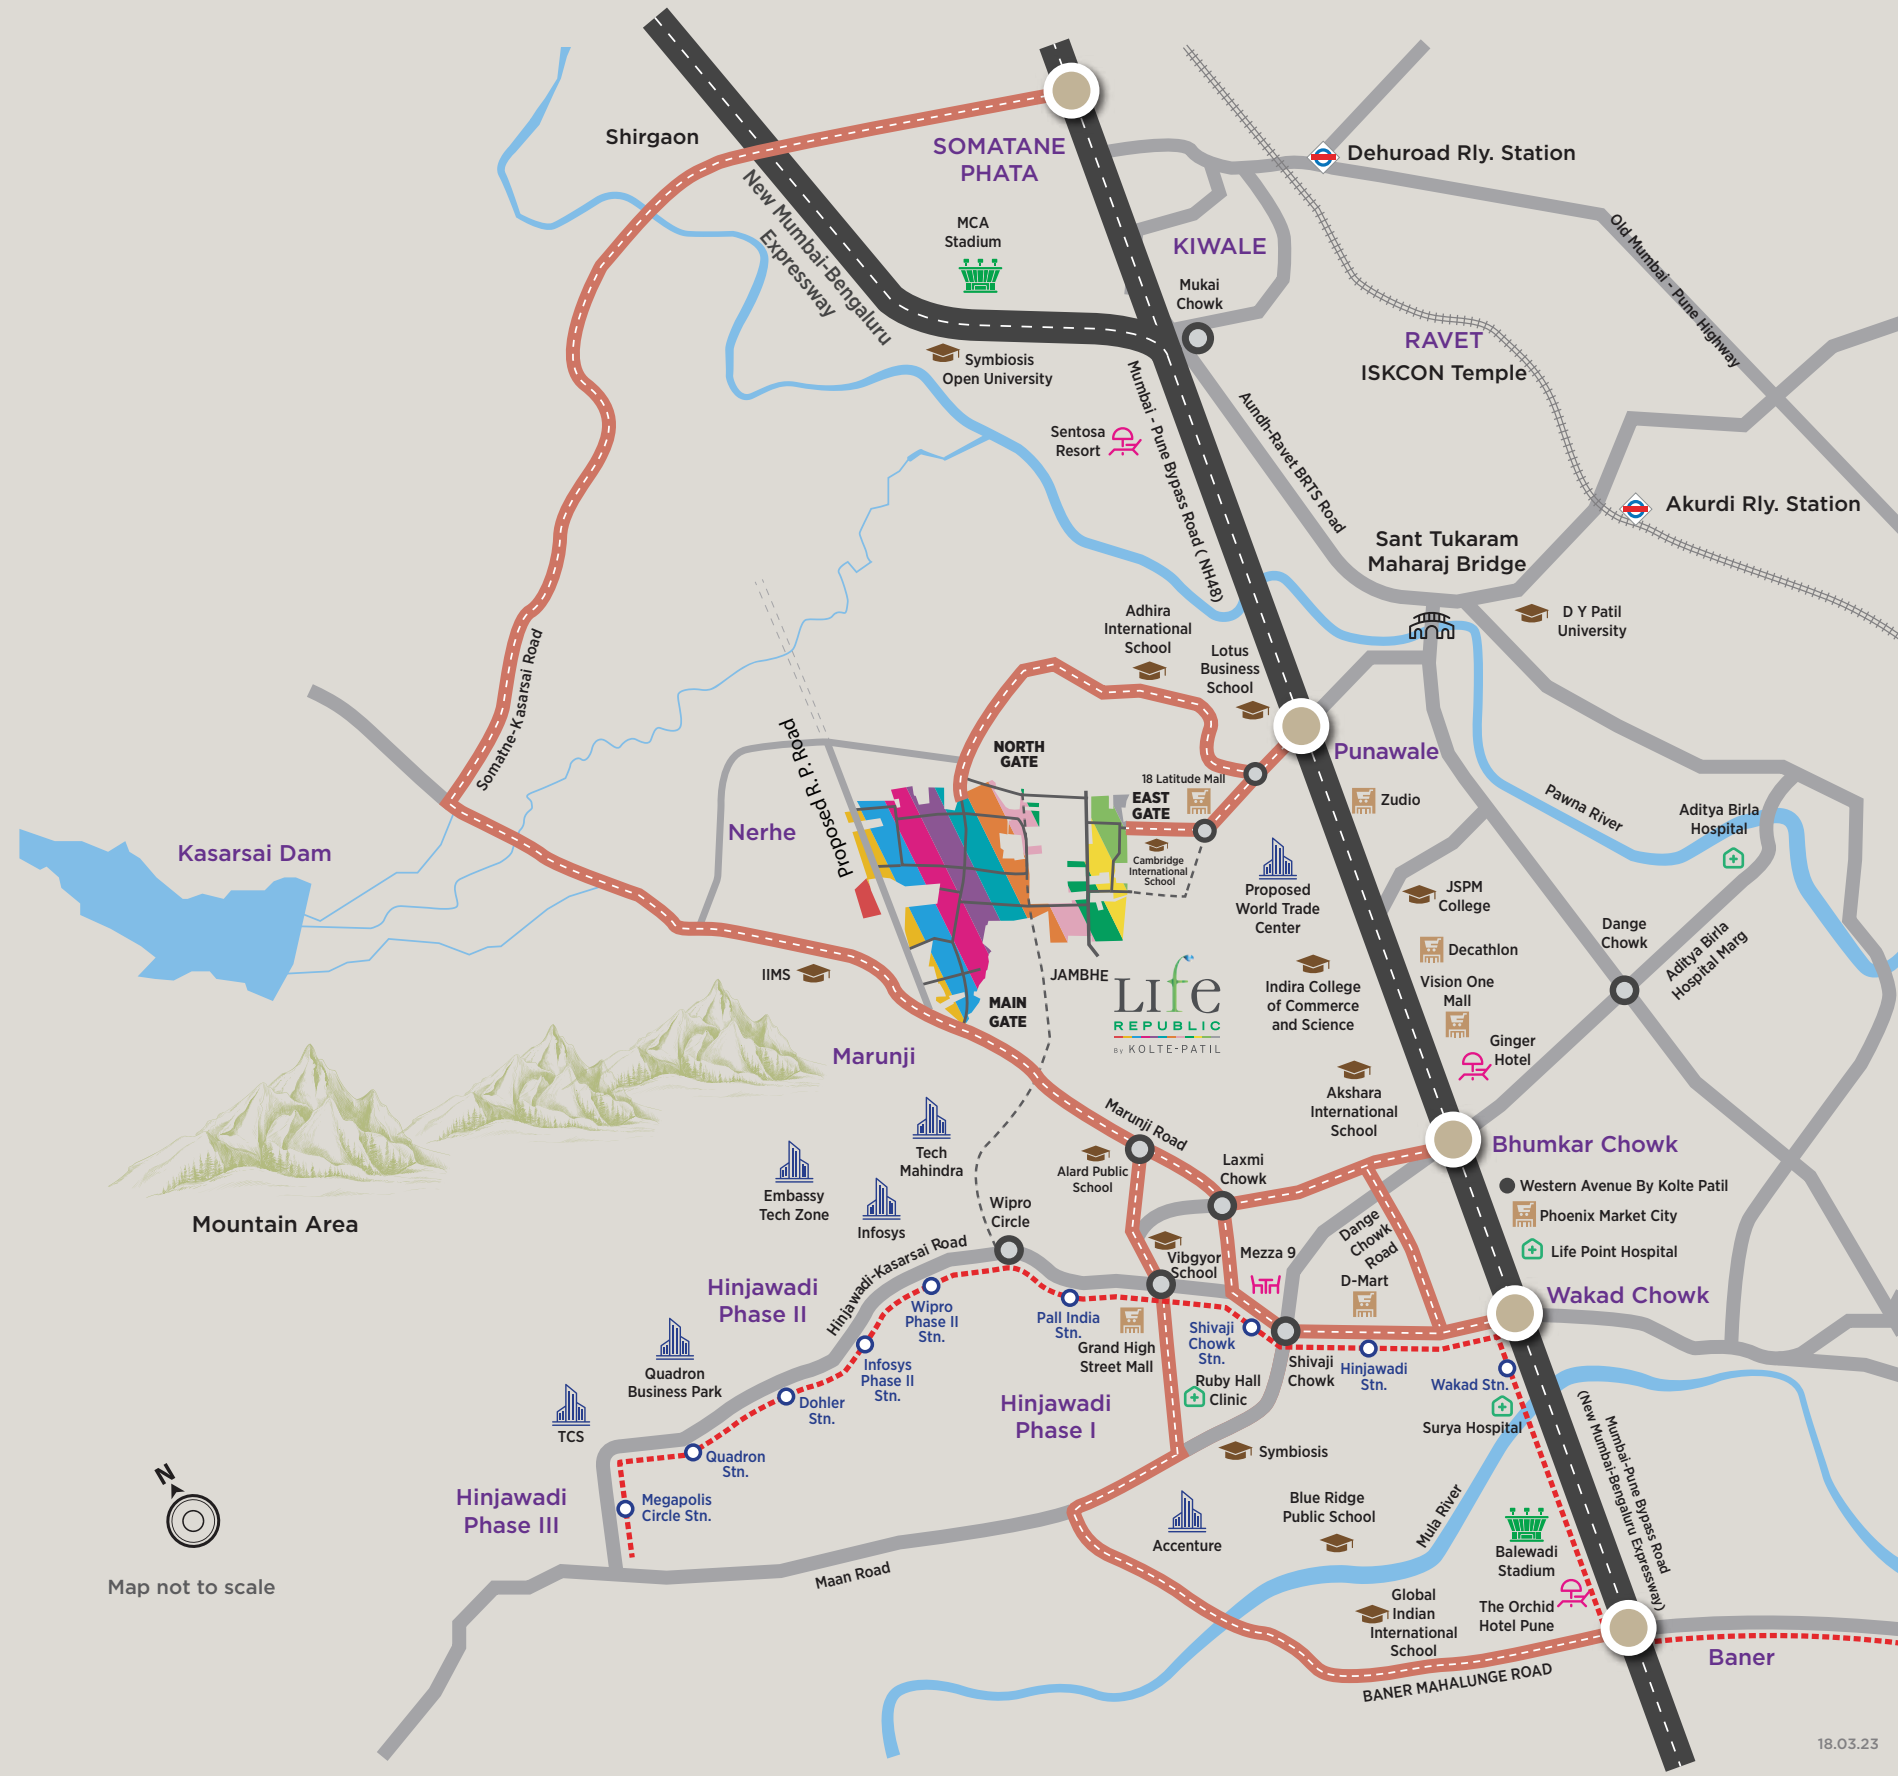 Shirgaon
SOMATANE
PHATA
Dehuroad Rly. Station
New Mumbai-Bengaluru
Expressway
MCA
Stadium
KIWALE
Mukai
Chowk
Old Mumbai - Pune Highway
RAVET
ISKCON Temple
Symbiosis
Open University
Mumbai - Pune Bypass Road ( NH48)
Aundh-Ravet BRTS Road
Sentosa
Resort
Akurdi Rly. Station
Sant Tukaram
Maharaj Bridge
Adhira
International
School
D Y Patil
University
Lotus
Business
School
Somatne-Kasarsai Road
Proposed R. P. Road
NORTH
GATE
Punawale
18 Latitude Mall
EAST
GATE
Zudio
Pawna River
Aditya Birla
Hospital
Nerhe
Kasarsai Dam
Cambridge
International
School
Proposed
World Trade
Center
JSPM
College
Dange
Chowk
Aditya Birla
Hospital Marg
Decathlon
IIMS
JAMBHE
Vision One
Mall
Indira College
of Commerce
and Science
LIfe
REPUBLIC
BY KOLTE-PATIL
MAIN
GATE
Ginger
Hotel
Marunji
Akshara
International
School
Marunji Road
Bhumkar Chowk
Tech
Mahindra
Alard Public
School
Laxmi
Chowk
Western Avenue By Kolte Patil
Embassy
Tech Zone
Infosys
Wipro
Circle
Phoenix Market City
Mountain Area
Dange
Chowk
Road
Hinjawadi-Kasarsai Road
Vibgyor
School
Mezza 9
Life Point Hospital
Hinjawadi
Phase II
D-Mart
Wakad Chowk
Wipro
Phase II
Stn.
Pall India
Stn.
Shivaji
Chowk
Stn.
Grand High
Street Mall
Infosys
Phase II
Stn.
Shivaji
Chowk
Hinjawadi
Stn.
Wakad Stn.
Quadron
Business Park
Ruby Hall
Clinic
Dohler
Stn.
Hinjawadi
Phase I
Surya Hospital
Mumbai-Pune Bypass Road
(New Mumbai-Bengaluru Expressway)
TCS
Symbiosis
Quadron
Stn.
N
Hinjawadi
Phase III
Megapolis
Circle Stn.
Blue Ridge
Public School
Mula River
Accenture
Balewadi
Stadium
Map not to scale
Maan Road
Global
Indian
International
School
The Orchid
Hotel Pune
Baner
BANER MAHALUNGE ROAD
18.03.23